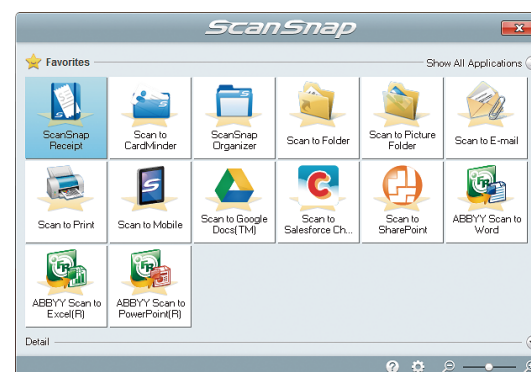 ScanSnap
Favorites
Show All Applications
ScanSnap
Receipt
Scan to
CardMinder
ScanSnap
Organizer
Scan to Folder
Scan to Picture
Folder
Scan to E-mail
Scan to Print
Scan to Mobile
Scan to Google
Docs(TM)
Scan to
Salesforce Ch...
Scan to
SharePoint
ABBYY Scan to
Word
ABBYY Scan to
Excel(R)
ABBYY Scan to
PowerPoint(R)
Detail